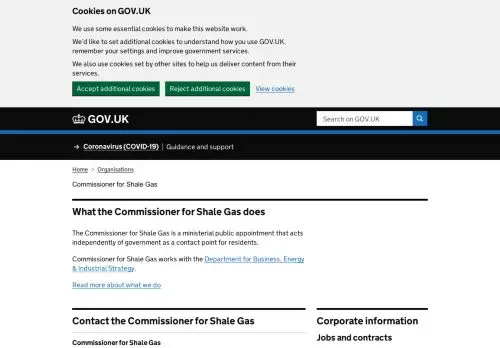 Cookies on GOV.UK
We use some essential cookies to make this website work.
We'd like to set additional cookies to understand how you use GOV.UK,
remember your settings and improve government services.
We also use cookies set by other sites to help us deliver content from their
services.
Accept additional cookies Reject additional cookies View cookies
GOV.UK Search on GOV.UK
→ Coronavirus (COVID-19) | Guidance and support
Home > Organisations
Commissioner for Shale Gas
What the Commissioner for Shale Gas does
The Commissioner for Shale Gas is a ministerial public appointment that acts
independently of government as a contact point for residents.
Commissioner for Shale Gas works with the Department for Business, Energy
& Industrial Strategy.
Read more about what we do
Contact the Commissioner for Shale Gas
Commissioner for Shale Gas
Corporate information
Jobs and contracts